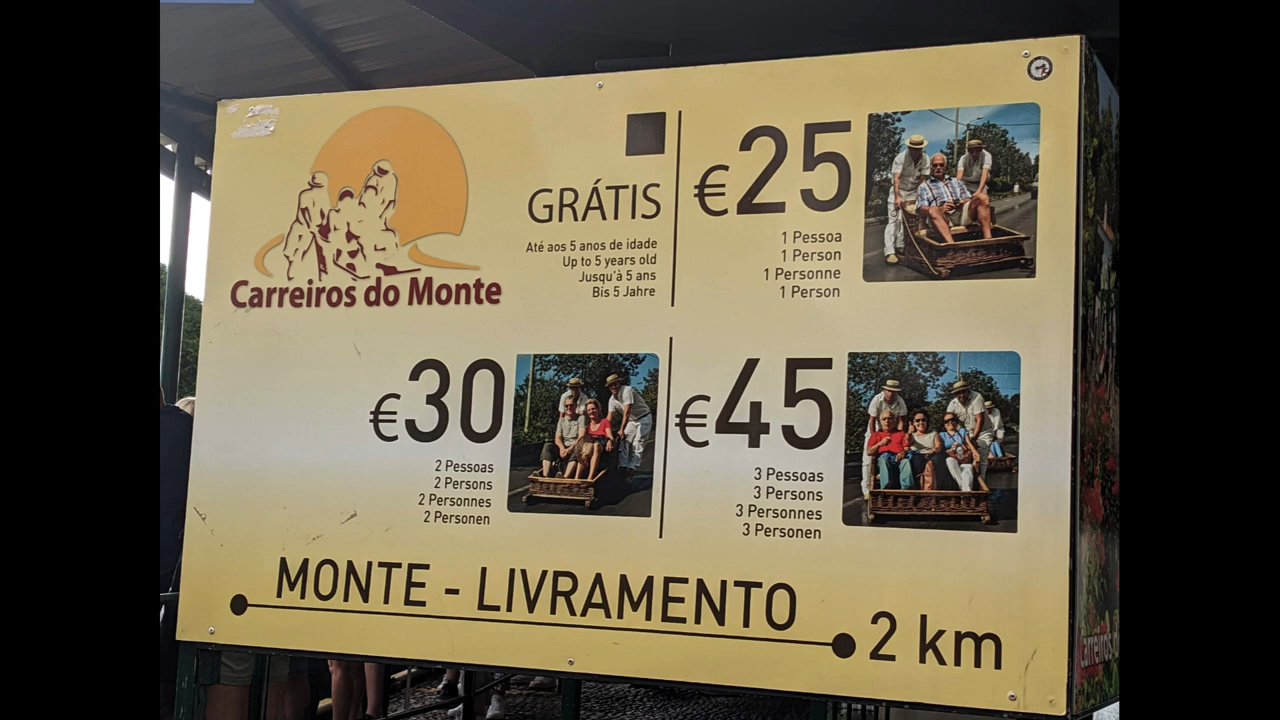 Carreiros do Monte
GRÁTIS
Até aos 5 anos de idade
Up to 5 years old
Jusqu'à 5 ans
Bis 5 Jahre
€25
1 Pessoa
1 Person
1 Personne
1 Person
€30
2 Pessoas
2 Persons
2 Personnes
2 Personen
€45
3 Pessoas
3 Persons
3 Personnes
3 Personen
MONTE - LIVRAMENTO
2 km
Carreiros